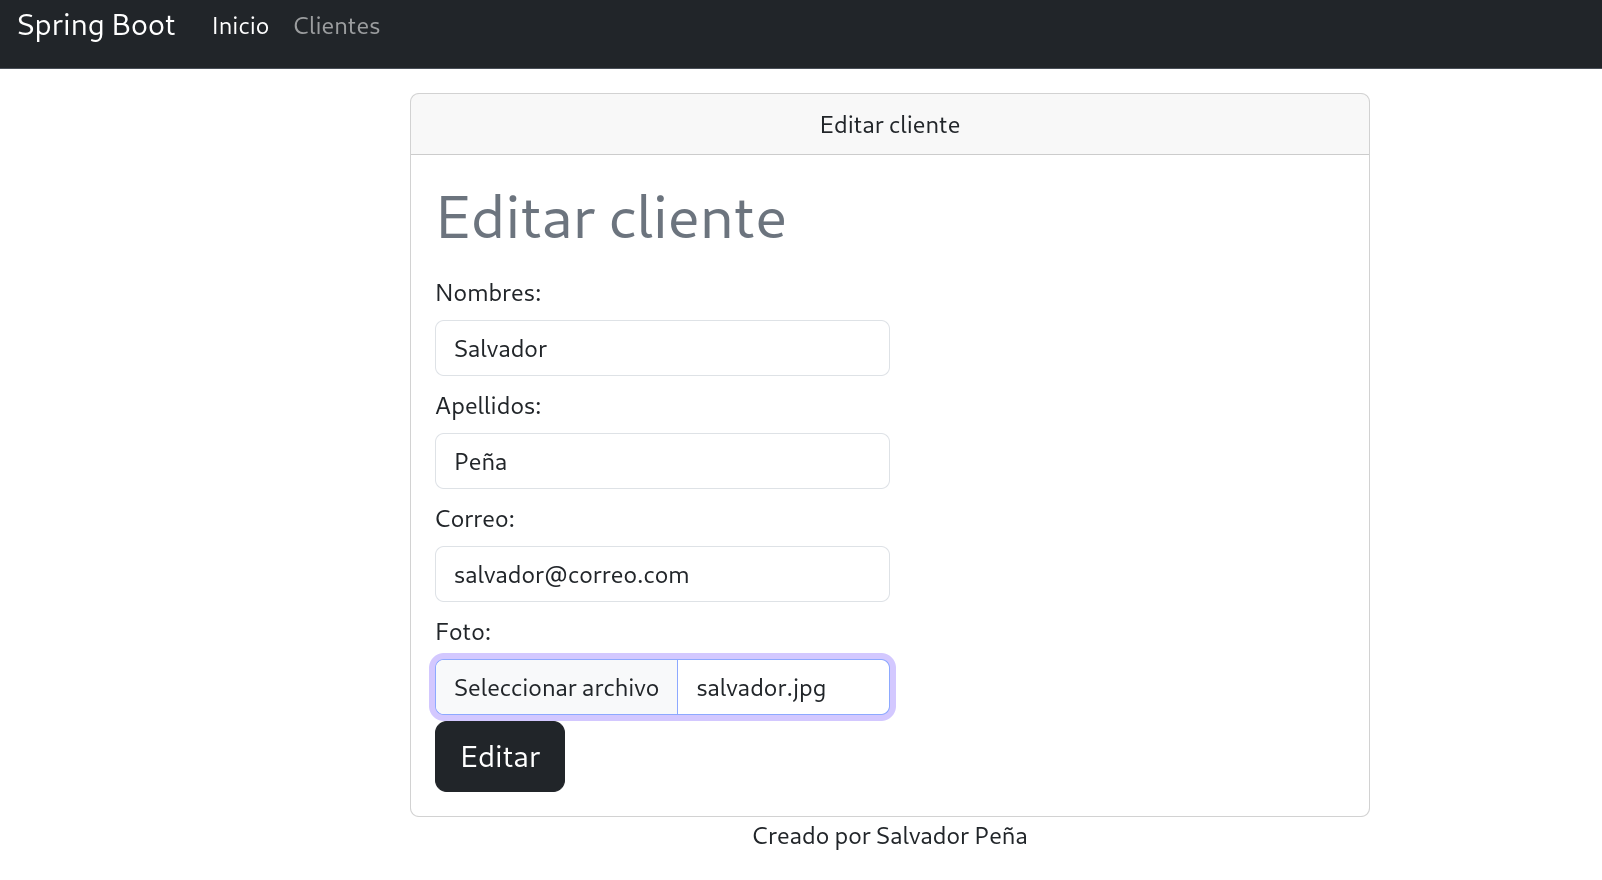 Spring Boot Inicio Clientes
Editar cliente
Editar cliente
Nombres:
Salvador
Apellidos:
Peña
Correo:
salvador@correo.com
Foto:
Seleccionar archivo salvador.jpg
Editar
Creado por Salvador Peña